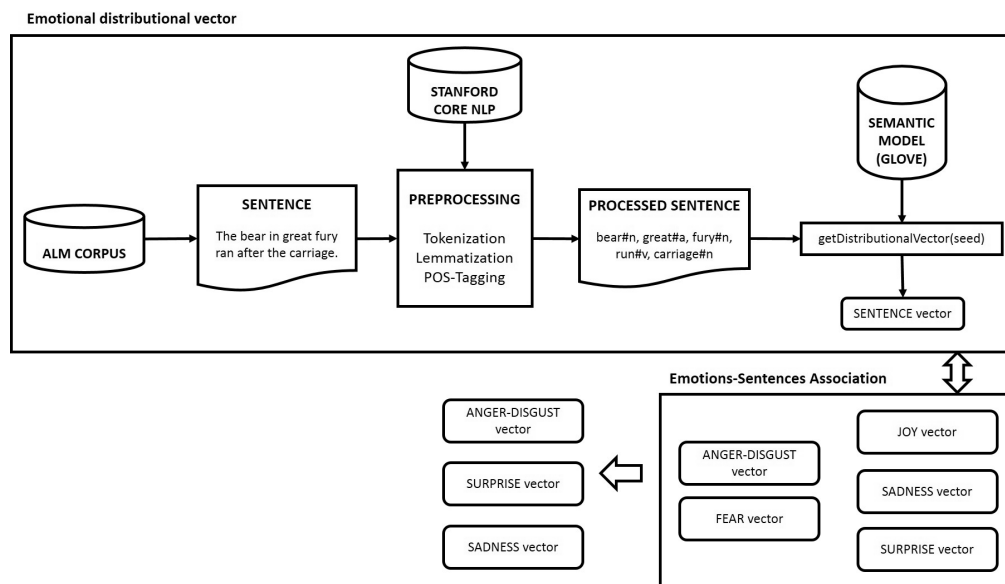 Emotional distributional vector
STANFORD
CORE NLP
SEMANTIC
MODEL
(GLOVE)
ALM CORPUS
SENTENCE
The bear in great fury
ran after the carriage.
PREPROCESSING
Tokenization
Lemmatization
POS-Tagging
PROCESSED SENTENCE
bear#n, great#a, fury#n,
run#v, carriage#n
getDistributionalVector(seed)
SENTENCE vector
Emotions-Sentences Association
ANGER-DISGUST
vector
SURPRISE vector
SADNESS vector
ANGER-DISGUST
vector
FEAR vector
JOY vector
SADNESS vector
SURPRISE vector